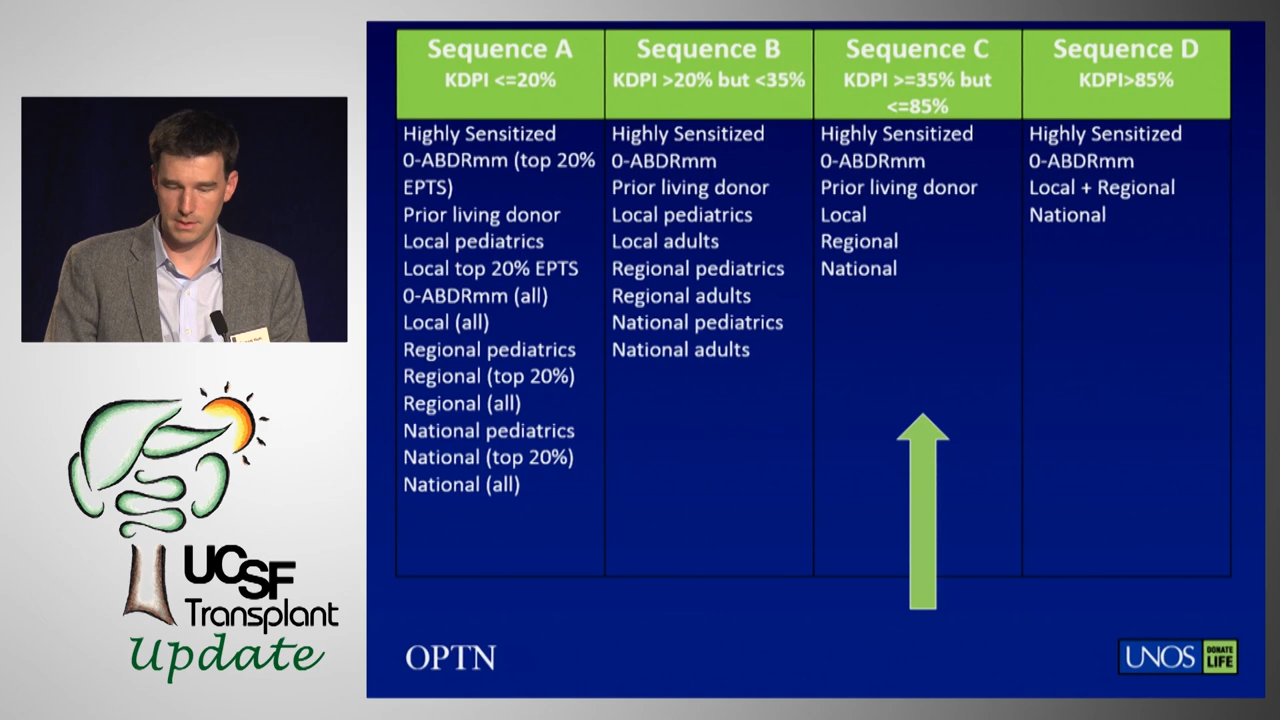 Sequence A
KDPI <=20%
Highly Sensitized
0-ABDRmm (top 20%
EPTS)
Prior living donor
Local pediatrics
Local top 20% EPTS
0-ABDRmm (all)
Local (all)
Regional pediatrics
Regional (top 20%)
Regional (all)
National pediatrics
National (top 20%)
National (all)
Sequence B
KDPI >20% but <35%
Highly Sensitized
0-ABDRmm
Prior living donor
Local pediatrics
Local adults
Regional pediatrics
Regional adults
National pediatrics
National adults
Sequence C
KDPI >=35% but
<=85%
Highly Sensitized
0-ABDRmm
Prior living donor
Local
Regional
National
Sequence D
KDPI>85%
Highly Sensitized
0-ABDRmm
Local + Regional
National
UCSF
Transplant
Update
OPTN
UNOS
DONATE
LIFE